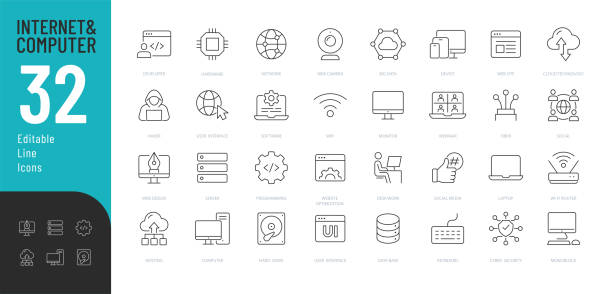 INTERNET&
COMPUTER
32
Editable
Line
Icons
DEVELOPER
HARDWARE
NETWORK
WEB CAMERA
BIG DATA
DEVICE
WEB SITE
CLOUD TECHNOLOGY
HAKER
USER INTERFACE
SOFTWARE
WIFI
MONITOR
WEBINAR
FIBER
SOCIAL
WEB DESIGN
SERVER
PROGRAMMING
WEBSITE
OPTIMIZATION
DESK WORK
SOCIAL MEDIA
LAPTOP
WI-FI ROUTER
HOSTING
COMPUTER
HARD DISKS
UI
USER INTERFACE
DATA BASE
KEYBOARD
CYBER SECURITY
MONOBLOCK